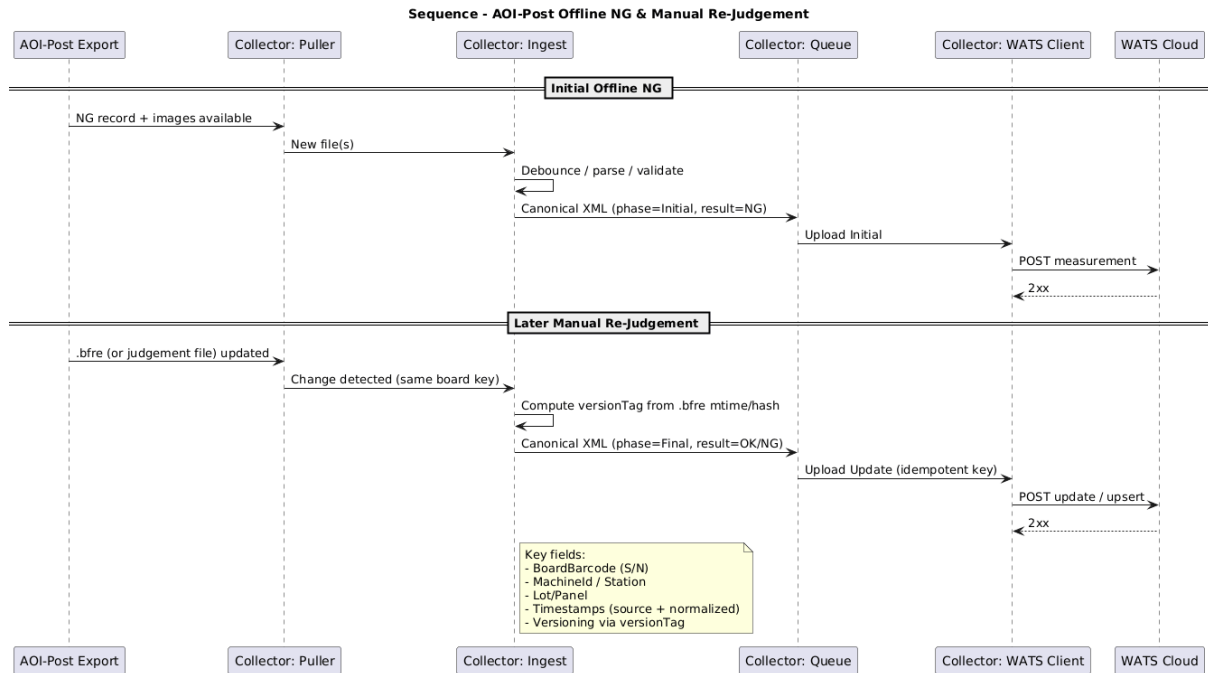 Sequence - AOI-Post Offline NG & Manual Re-Judgement
AOI-Post Export
Collector: Puller
Collector: Ingest
Collector: Queue
Collector: WATS Client
WATS Cloud
Initial Offline NG
NG record + images available
New file(s)
Debounce / parse / validate
Canonical XML (phase=Initial, result=NG)
Upload Initial
POST measurement
2xx
Later Manual Re-Judgement
.bfre (or judgement file) updated
Change detected (same board key)
Compute versionTag from .bfre mtime/hash
Canonical XML (phase=Final, result=OK/NG)
Upload Update (idempotent key)
POST update / upsert
2xx
Key fields:
- BoardBarcode (S/N)
- MachineId / Station
- Lot/Panel
- Timestamps (source + normalized)
- Versioning via versionTag
AOI-Post Export
Collector: Puller
Collector: Ingest
Collector: Queue
Collector: WATS Client
WATS Cloud